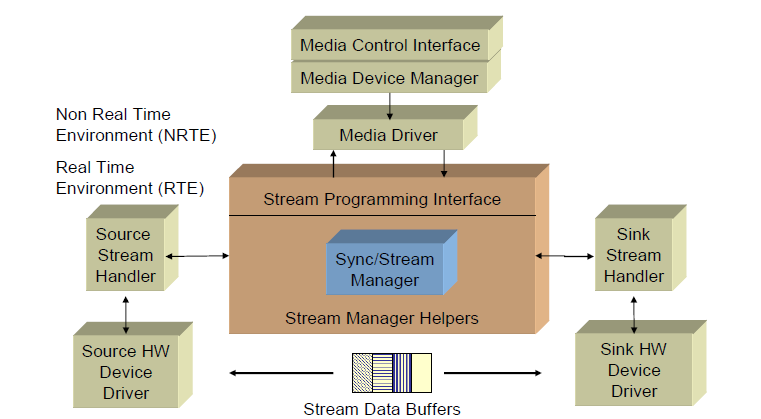 Media Control Interface
Media Device Manager
Non Real Time
Environment (NRTE)
Media Driver
Real Time
Environment (RTE)
Stream Programming Interface
Source
Stream
Handler
Sync/Stream
Manager
Sink
Stream
Handler
Stream Manager Helpers
Source HW
Device
Driver
Sink HW
Device
Driver
Stream Data Buffers